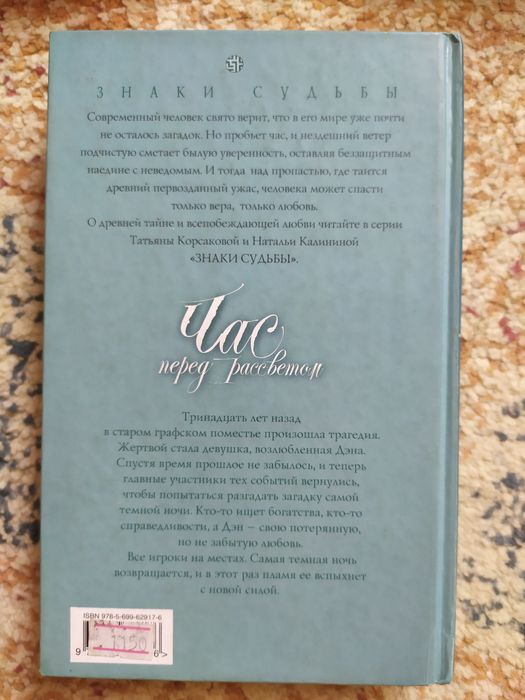 ЗНАКИ СУДЬБЫ
Современный человек свято верит, что в его мире уже почти
не осталось загадок. Но пробьет час, и нездешний ветер
подчистую сметает былую уверенность, оставляя беззащитным
наедине с неведомым. И тогда над пропастью, где таится
древний первозданный ужас, человека может спасти
только вера, только любовь.
О древней тайне и всепобеждающей любви читайте в серии
Татьяны Корсаковой и Натальи Калининой
«ЗНАКИ СУДЬБЫ».
Час
перед рассветом
Тринадцать лет назад
в старом графском поместье произошла трагедия.
Жертвой стала девушка, возлюбленная Дэна.
Спустя время прошлое не забылось, и теперь
главные участники тех событий вернулись,
чтобы попытаться разгадать загадку самой
темной ночи. Кто-то ищет богатства, кто-то
справедливости, а Дэн – свою потерянную,
но не забытую любовь.
Все игроки на местах. Самая темная ночь
возвращается, и в этот раз пламя ее вспыхнет
с новой силой.
ISBN 978-5-699-62917-6
1150
9 6>